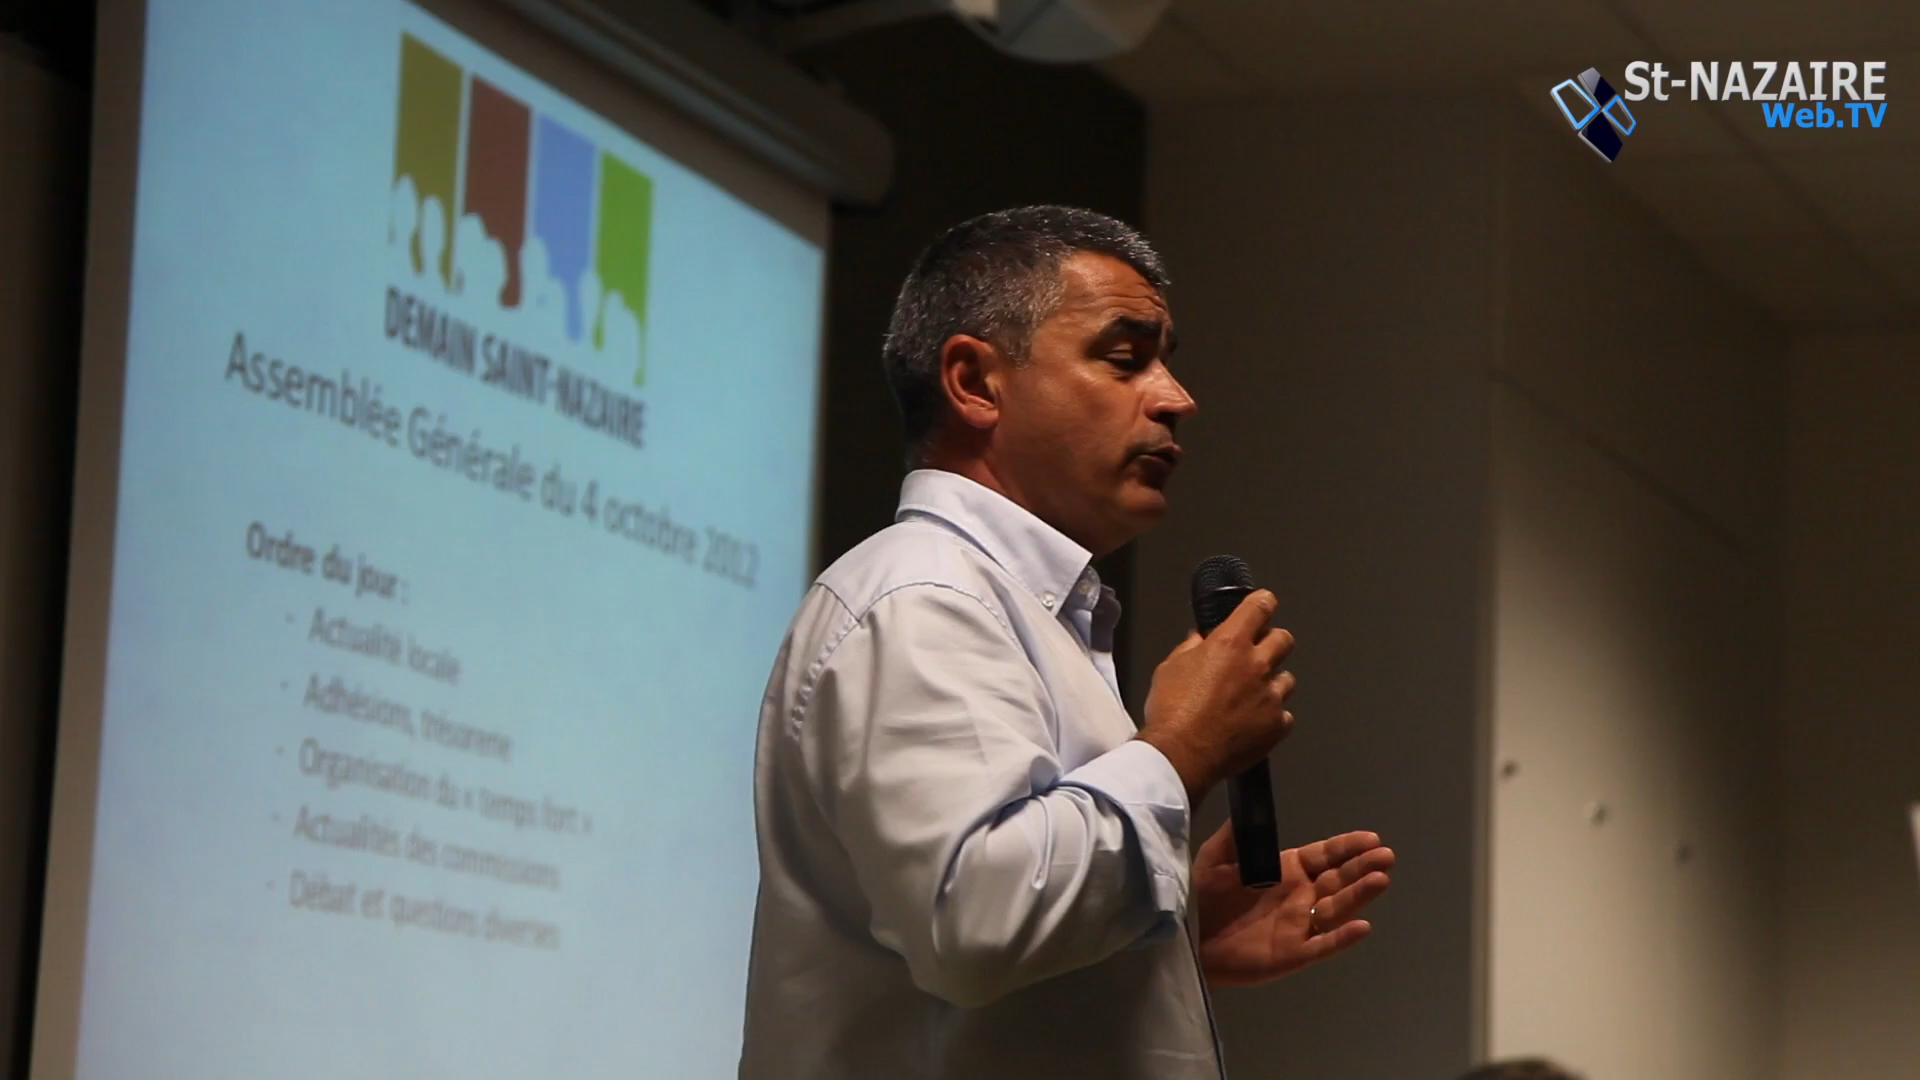 St-NAZAIRE
Web.TV
DEMAIN SAINT-NAZAIRE
Assemblée Générale du 4 octobre 2012
Ordre du jour :
- Actualité locale
- Adhésions, trésorerie
- Organisation du « temps fort »
- Actualités des commissions
- Débat et questions diverses